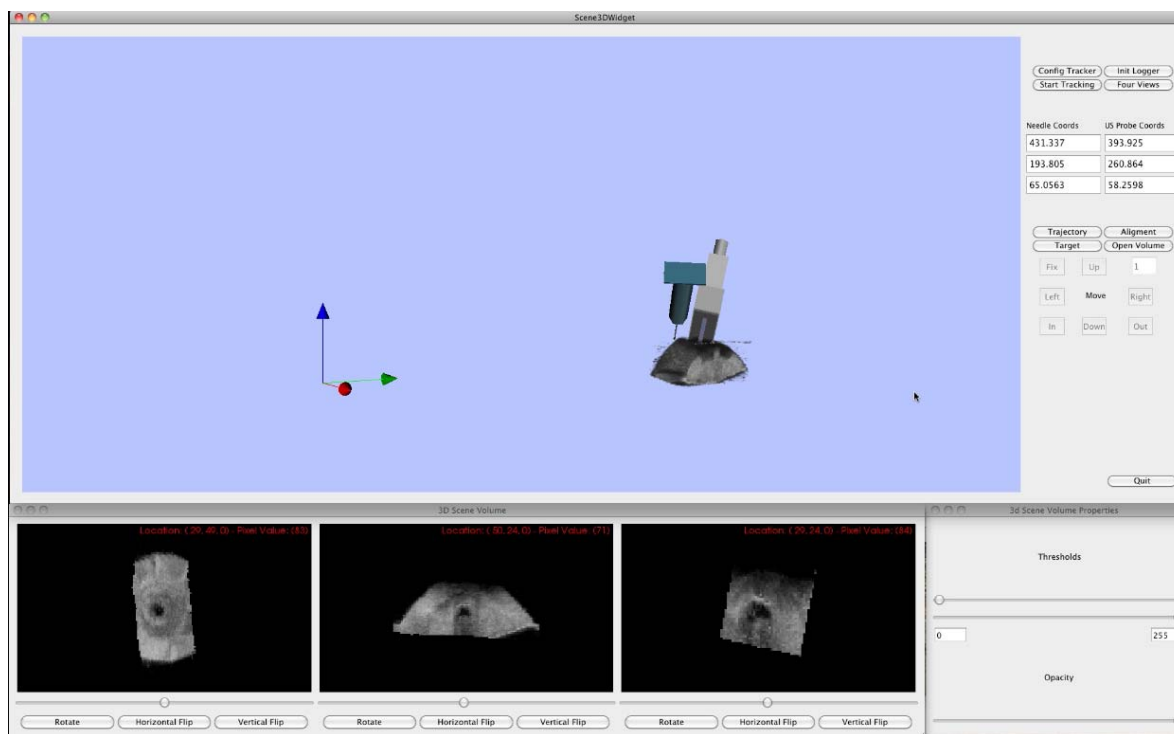 Scene3DWidget
Config Tracker Init Logger
Start Tracking Four Views
Needle Coords US Probe Coords
431.337 393.925
193.805 260.864
65.0563 58.2598
Trajectory Aligment
Target Open Volume
Fix Up 1
Left Move Right
In Down Out
Quit
3D Scene Volume 3d Scene Volume Properties
Location: ( 29, 49, 0) - Pixel Value: (83) Location: ( 50, 24, 0) - Pixel Value: (71) Location: ( 29, 24, 0) - Pixel Value: (84)
Thresholds
0 255
Opacity
Rotate Horizontal Flip Vertical Flip Rotate Horizontal Flip Vertical Flip Rotate Horizontal Flip Vertical Flip